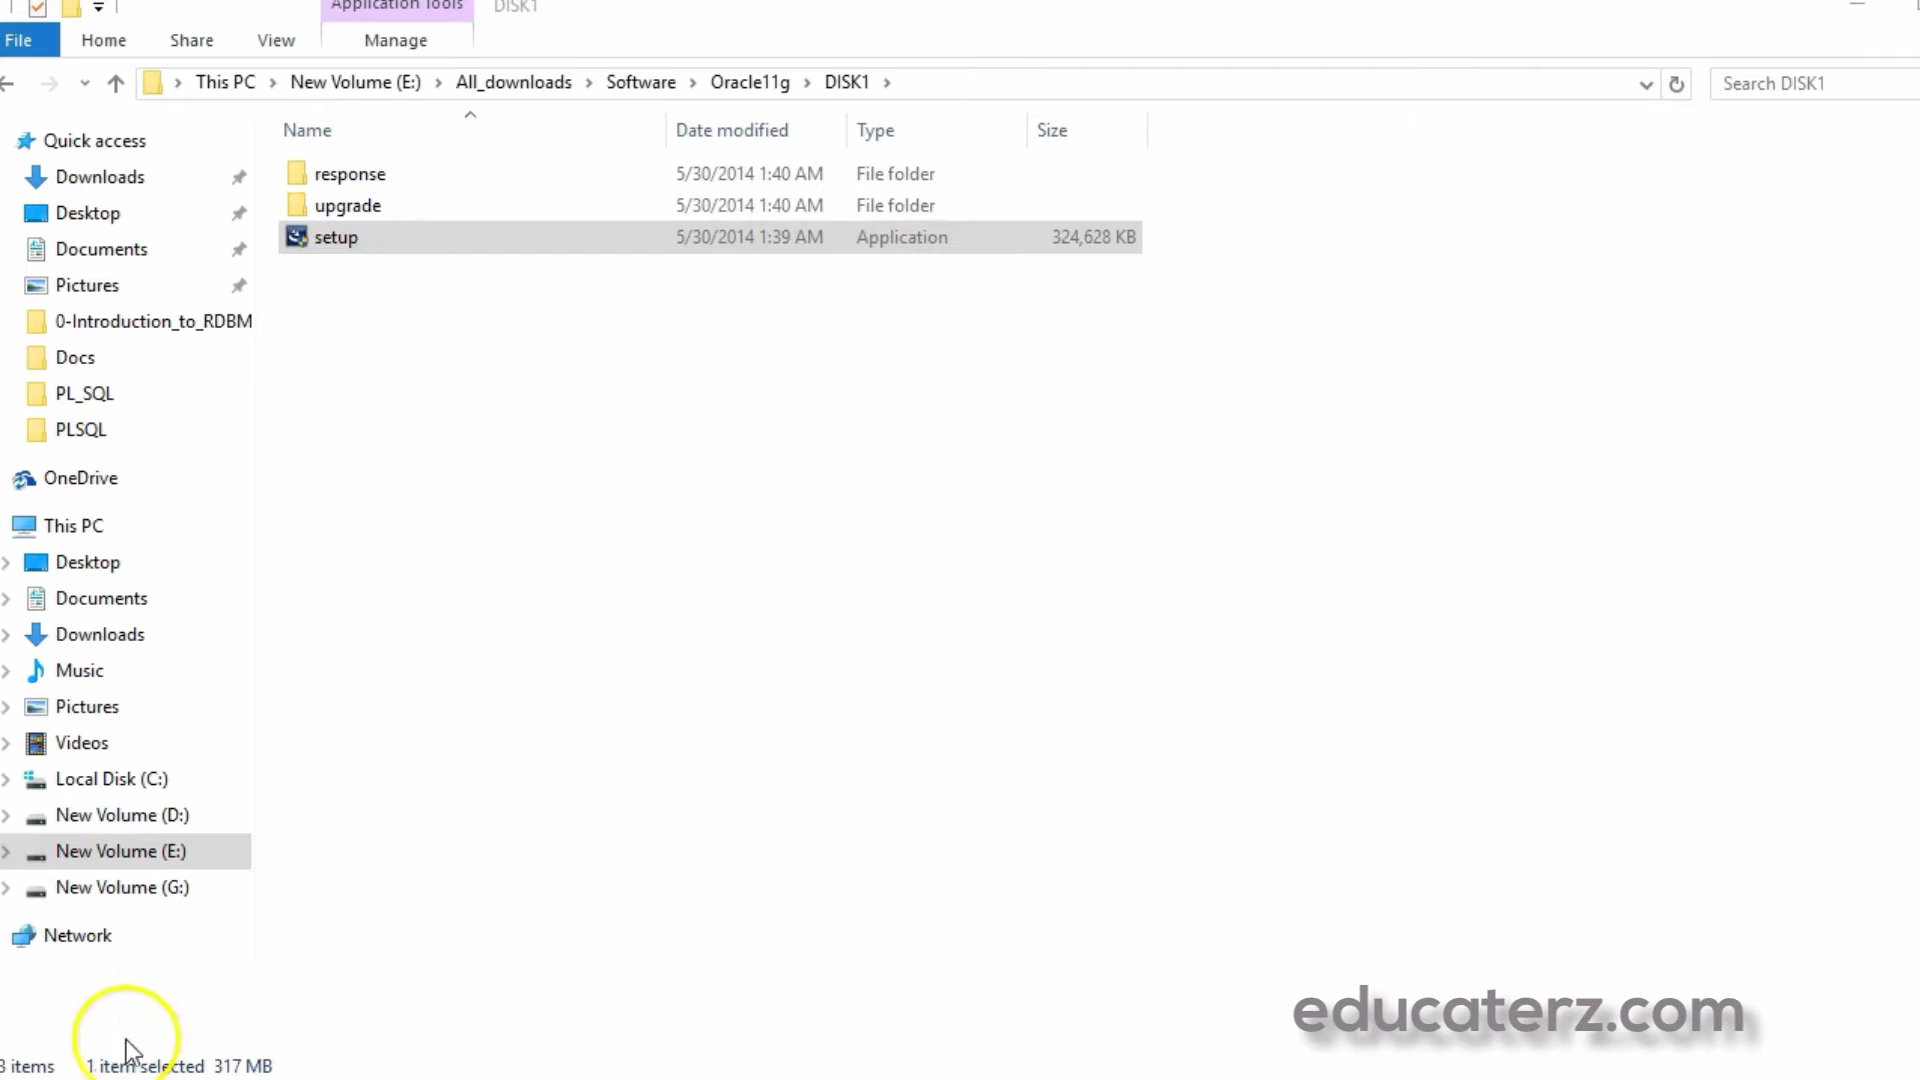 Application Tools
DISK1
File
Home
Share
View
Manage
This PC
New Volume (E:)
All_downloads
Software
Oracle11g
DISK1
Search DISK1
Name
Date modified
Type
Size
response
5/30/2014 1:40 AM
File folder
upgrade
5/30/2014 1:40 AM
File folder
setup
5/30/2014 1:39 AM
Application
324,628 KB
Quick access
Downloads
Desktop
Documents
Pictures
0-Introduction_to_RDBM
Docs
PL_SQL
PLSQL
OneDrive
This PC
Desktop
Documents
Downloads
Music
Pictures
Videos
Local Disk (C:)
New Volume (D:)
New Volume (E:)
New Volume (G:)
Network
educaterz.com
3 items
1 item selected 317 MB